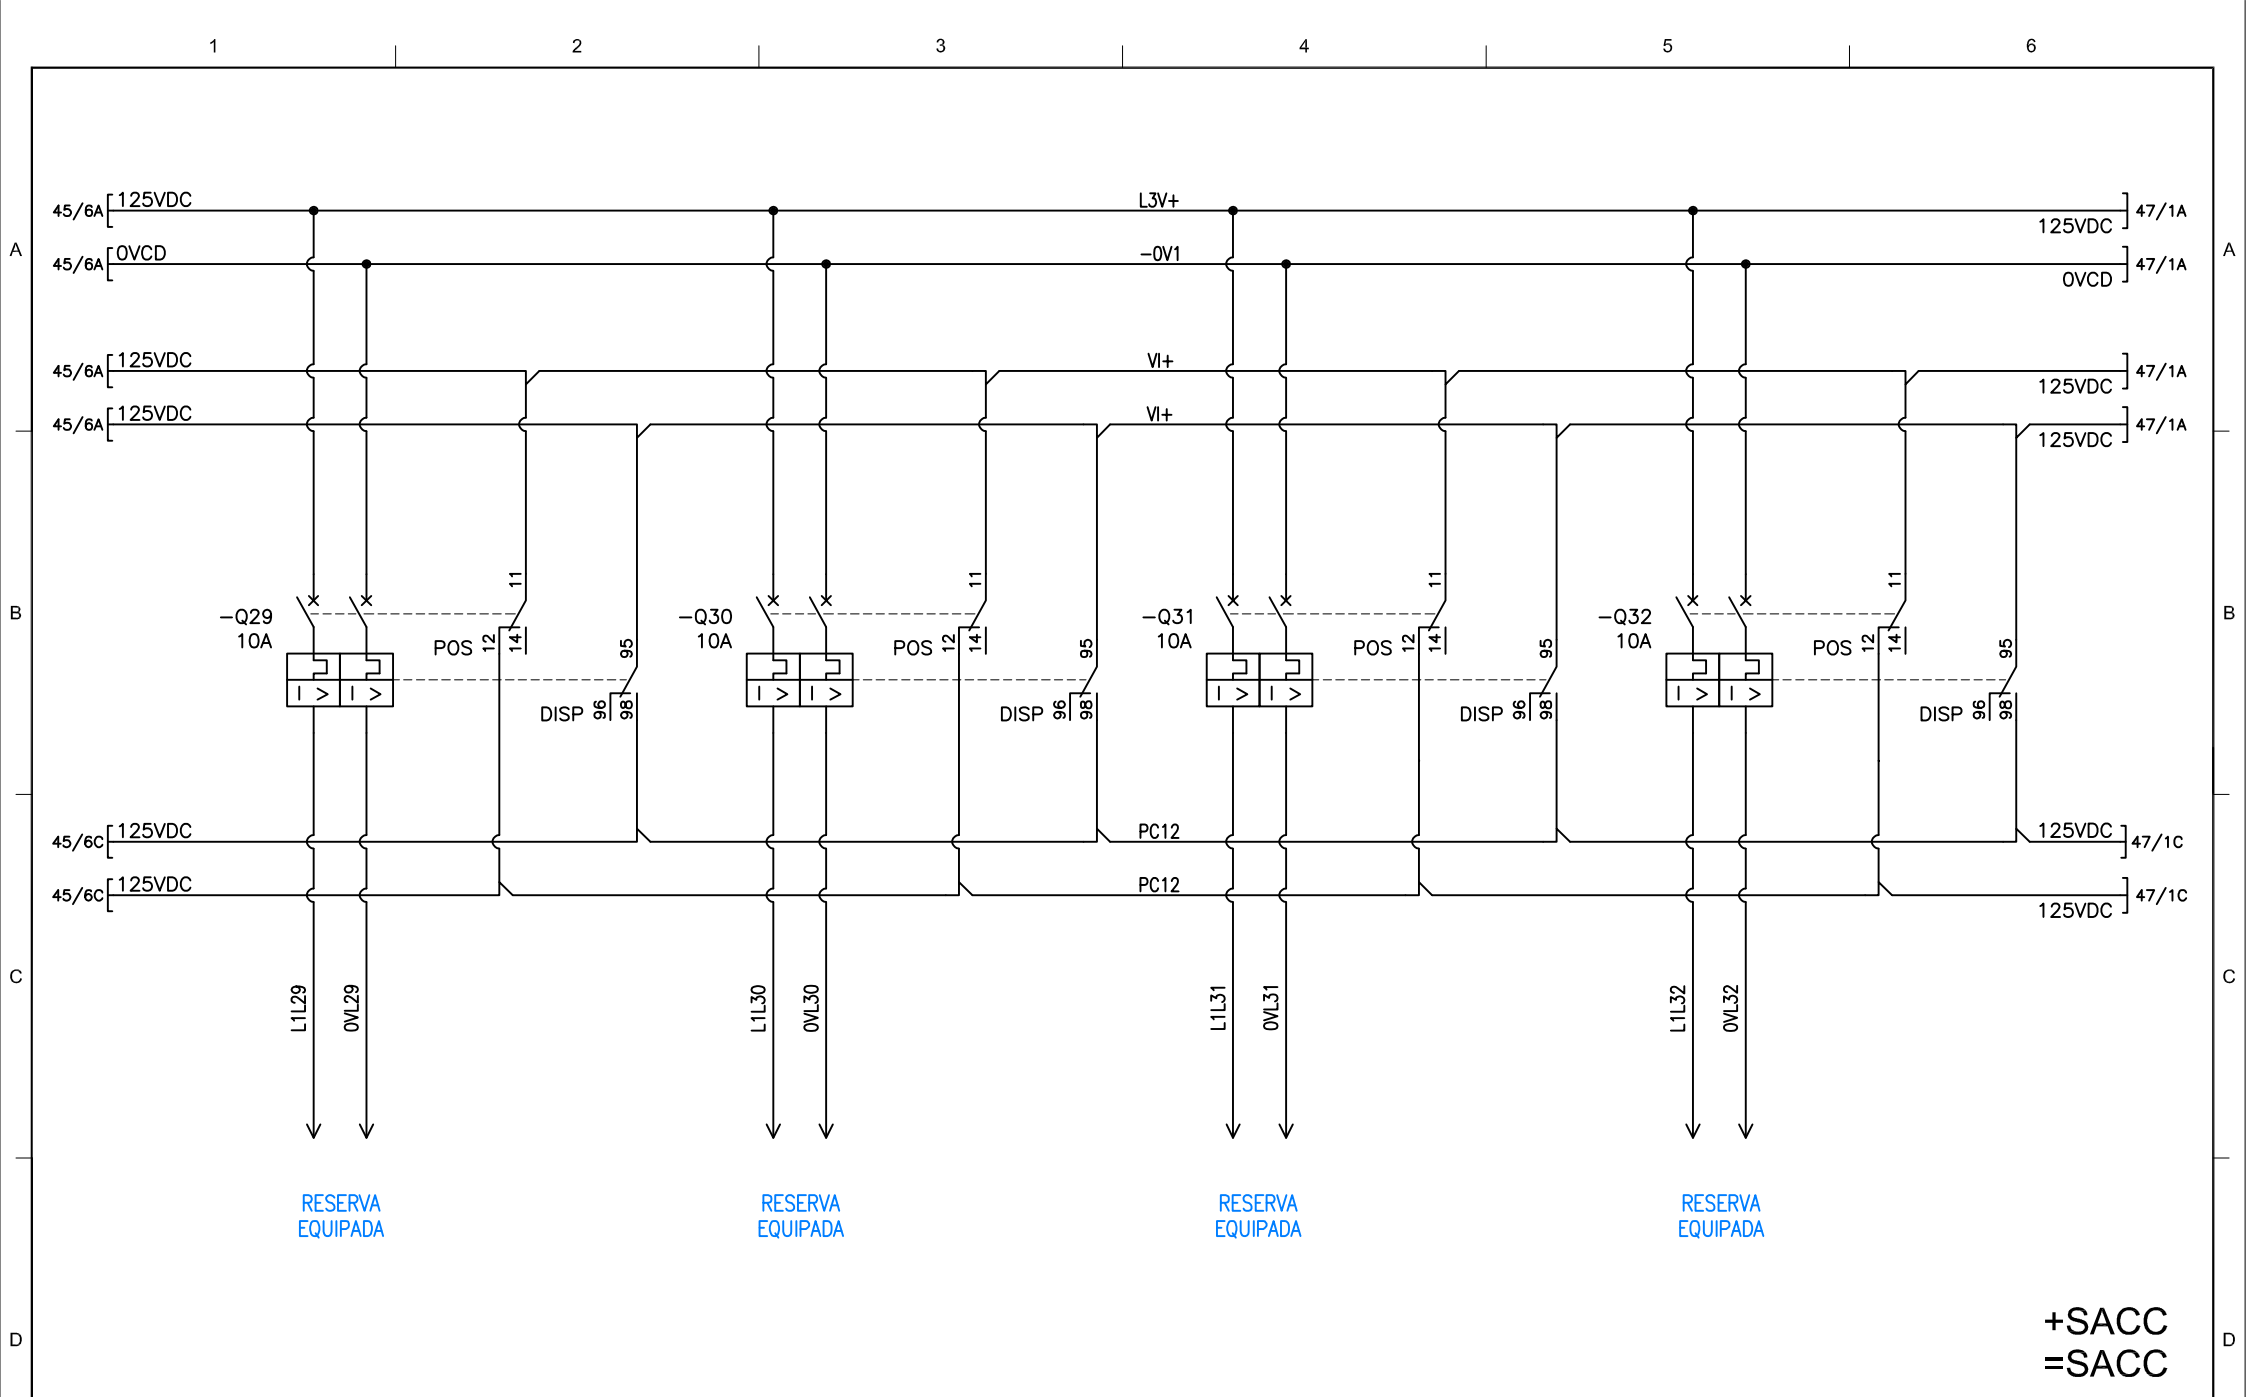 1 2 3 4 5 6
45/6A 125VDC L3V+ 125VDC 47/1A
A A
45/6A 0VCD -0V1 0VCD 47/1A
45/6A 125VDC VI+ 125VDC 47/1A
45/6A 125VDC VI+ 125VDC 47/1A
11 11 11 11
B B
-Q29 -Q30 -Q31 -Q32
10A 10A 10A 10A
POS 12 14 95 POS 12 14 95 POS 12 14 95 POS 12 14 95
I > I > I > I > I > I > I > I >
DISP 96 98 DISP 96 98 DISP 96 98 DISP 96 98
45/6C 125VDC PC12 125VDC 47/1C
45/6C 125VDC PC12 125VDC 47/1C
C C
L1L29 0VL29 L1L30 0VL30 L1L31 0VL31 L1L32 0VL32
RESERVA RESERVA RESERVA RESERVA
EQUIPADA EQUIPADA EQUIPADA EQUIPADA
+SACC
D D
=SACC